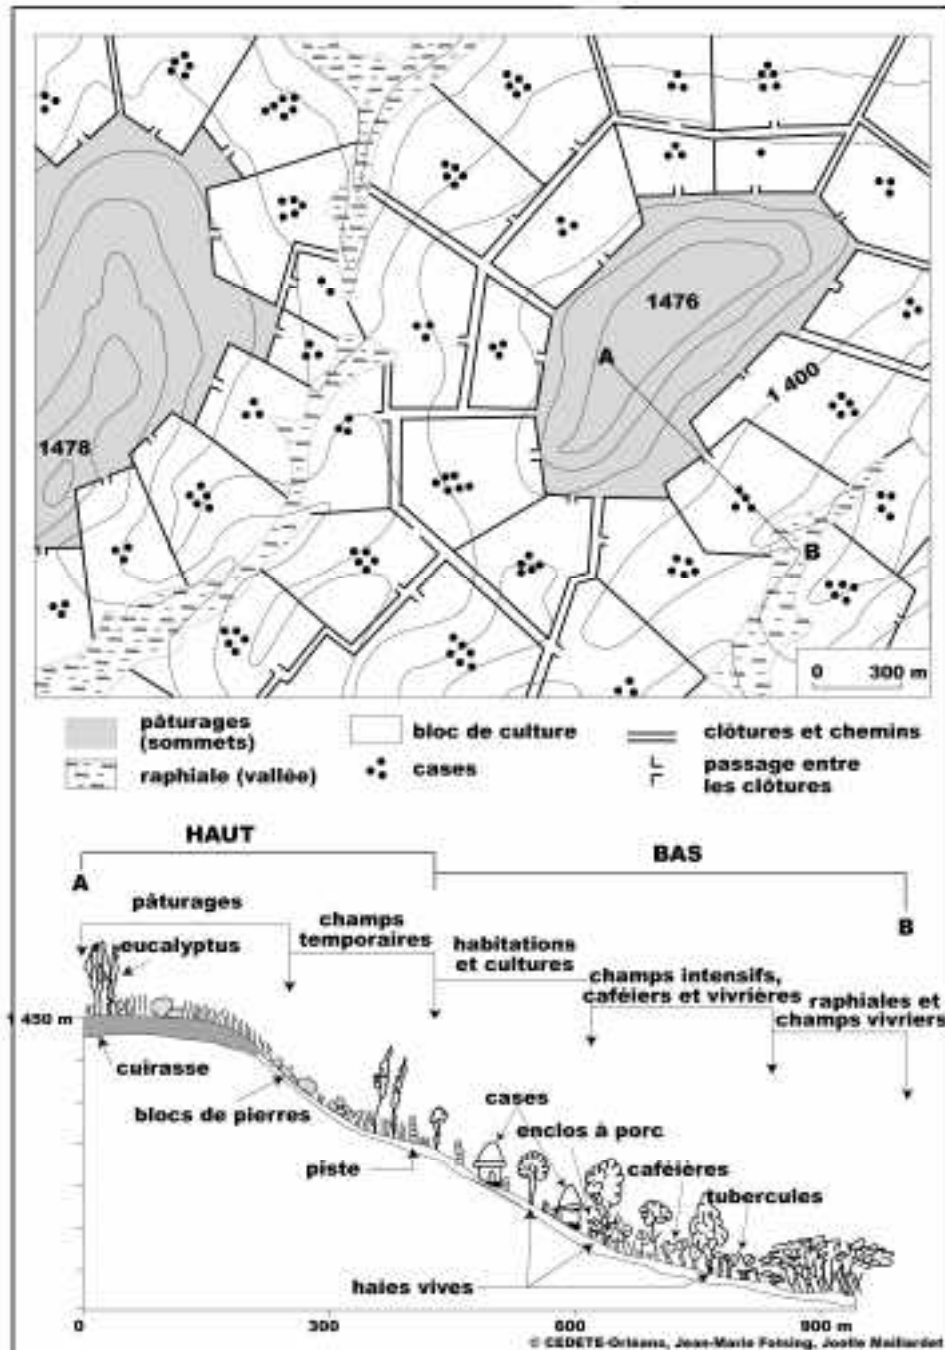 1476
A
1 400
1478
B
0 300 m
pâturages
(sommets)
bloc de culture
clôtures et chemins
raphiale (vallée)
cases
passage entre
les clôtures
HAUT
BAS
A
B
pâturages
champs
temporaires
eucalyptus
habitations
et cultures
champs intensifs,
caféiers et vivrières
raphiales et
champs vivriers
1 450 m
cuirasse
blocs de pierres
cases
enclos à porc
piste
caféières
tubercules
haies vives
0 300 600 900 m
© CEDETE-Orléans, Jean-Marie Fotsing, Joelle Maillardet